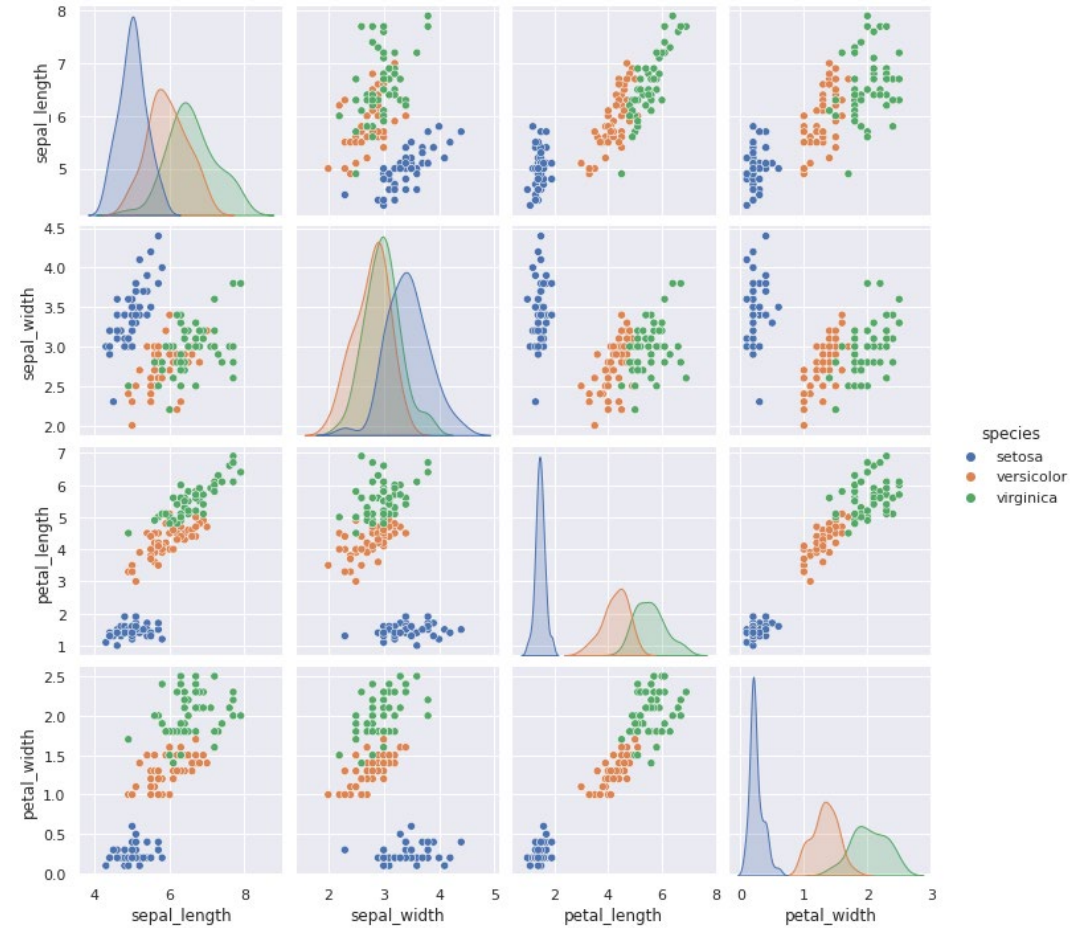 8
7
6
5
sepal_length
4.5
4.0
3.5
3.0
2.5
2.0
sepal_width
7
6
5
4
3
2
1
petal_length
2.5
2.0
1.5
1.0
0.5
0.0
petal_width
4 6 8
sepal_length
2 3 4 5
sepal_width
2 4 6 8
petal_length
0 1 2 3
petal_width
species
setosa
versicolor
virginica